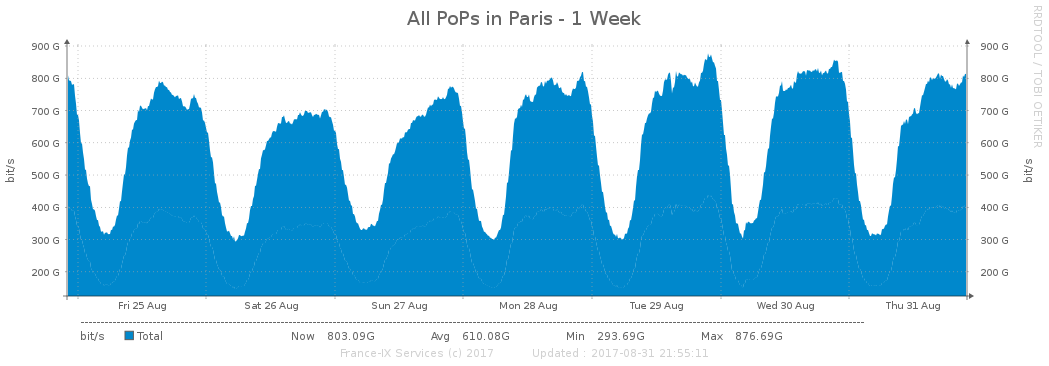 All PoPs in Paris - 1 Week
RRDTOOL / TOBI OETIKER
900 G 900 G
800 G 800 G
700 G 700 G
600 G 600 G
500 G 500 G
400 G 400 G
300 G 300 G
200 G 200 G
bit/s
bit/s
Fri 25 Aug Sat 26 Aug Sun 27 Aug Mon 28 Aug Tue 29 Aug Wed 30 Aug Thu 31 Aug
bit/s Total Now 803.09G Avg 610.08G Min 293.69G Max 876.69G
France-IX Services (c) 2017 Updated : 2017-08-31 21:55:11